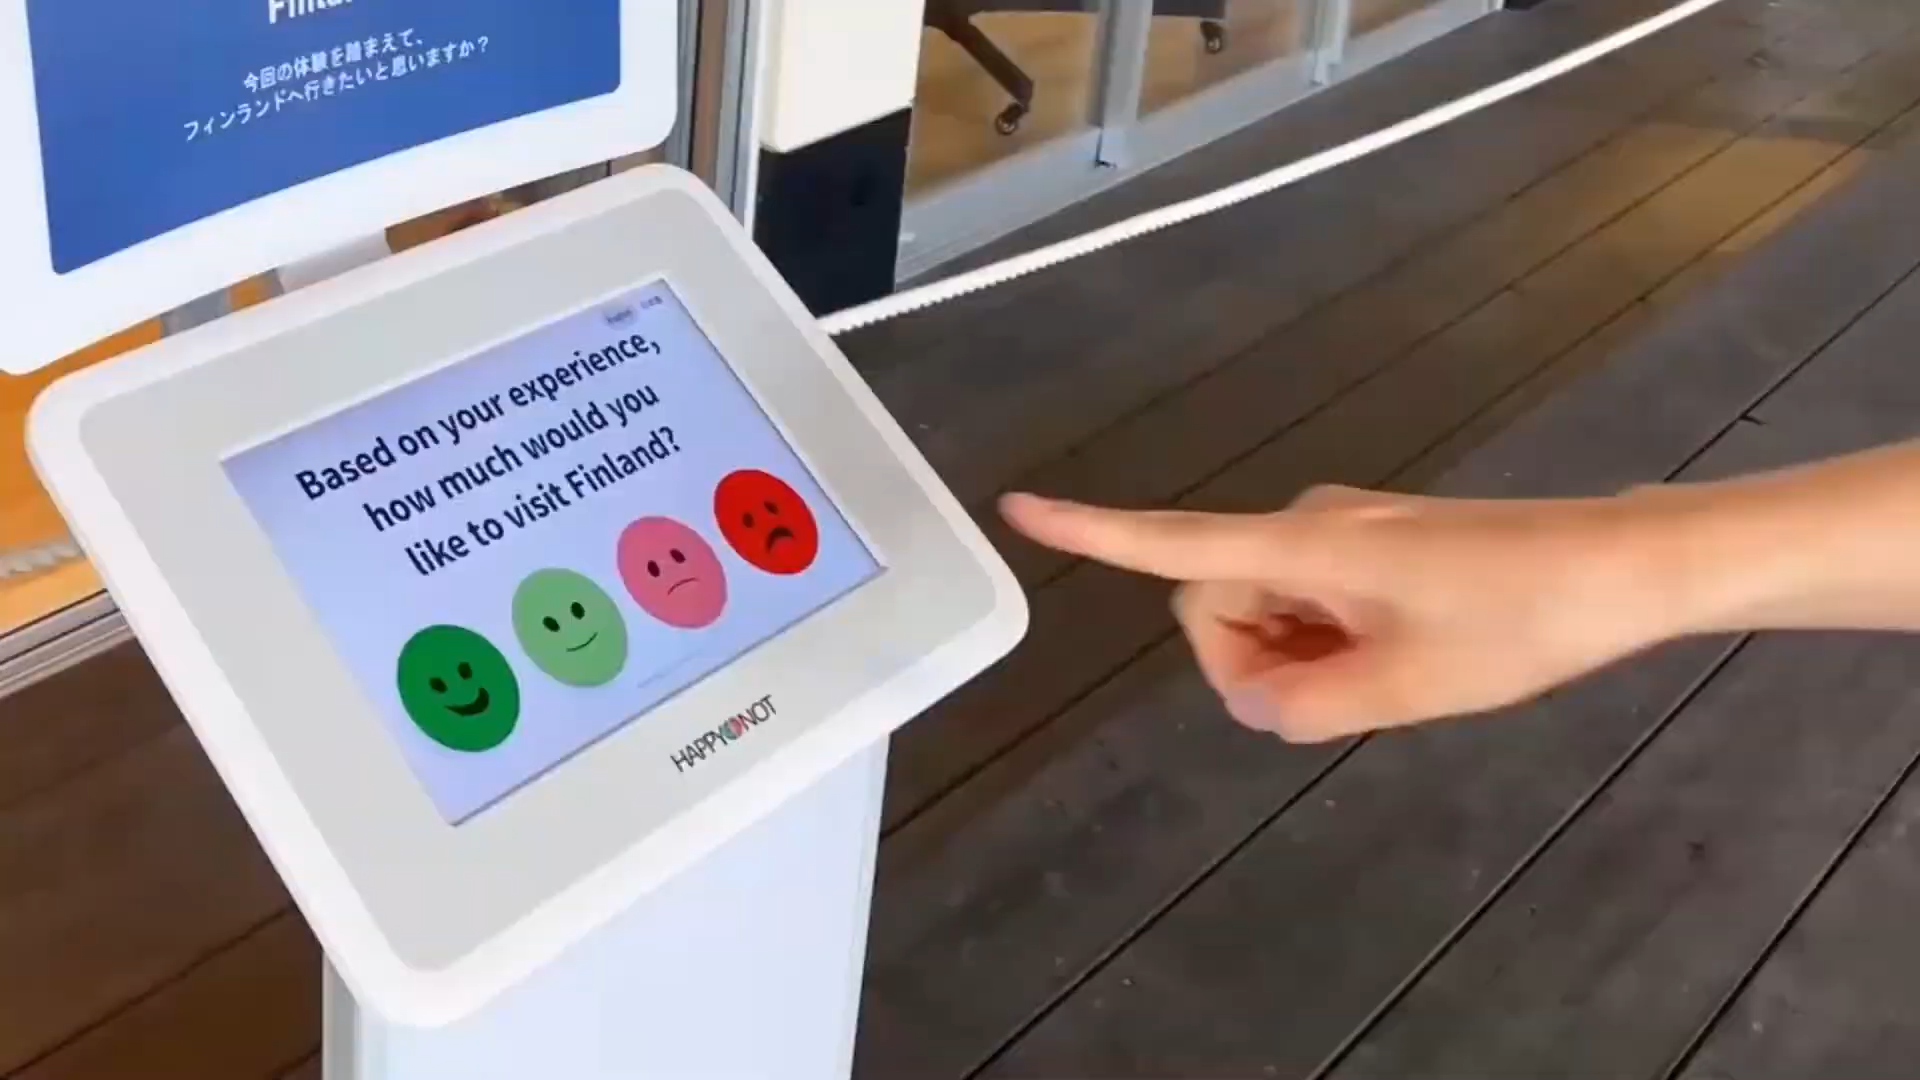 今回の体験を踏まえて、
フィンランドへ行きたいと思いますか?
Based on your experience,
how much would you
like to visit Finland?
HAPPY NOT